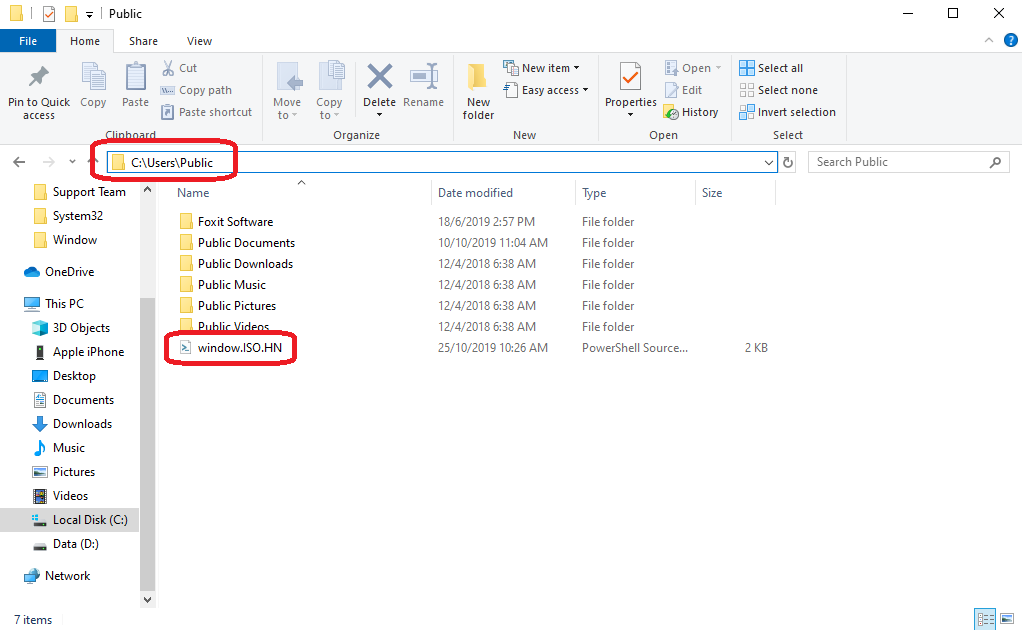 Public
File Home Share View
Pin to Quick access
Copy
Paste
Cut
Copy path
Paste shortcut
Clipboard
Move to
Copy to
Delete
Rename
Organize
New folder
New item
Easy access
New
Properties
Open
Edit
History
Open
Select all
Select none
Invert selection
Select
C:\Users\Public
Search Public
Support Team
System32
Window
OneDrive
This PC
3D Objects
Apple iPhone
Desktop
Documents
Downloads
Music
Pictures
Videos
Local Disk (C:)
Data (D:)
Network
Name Date modified Type Size
Foxit Software 18/6/2019 2:57 PM File folder
Public Documents 10/10/2019 11:04 AM File folder
Public Downloads 12/4/2018 6:38 AM File folder
Public Music 12/4/2018 6:38 AM File folder
Public Pictures 12/4/2018 6:38 AM File folder
Public Videos 12/4/2018 6:38 AM File folder
window.ISO.HN 25/10/2019 10:26 AM PowerShell Source... 2 KB
7 items